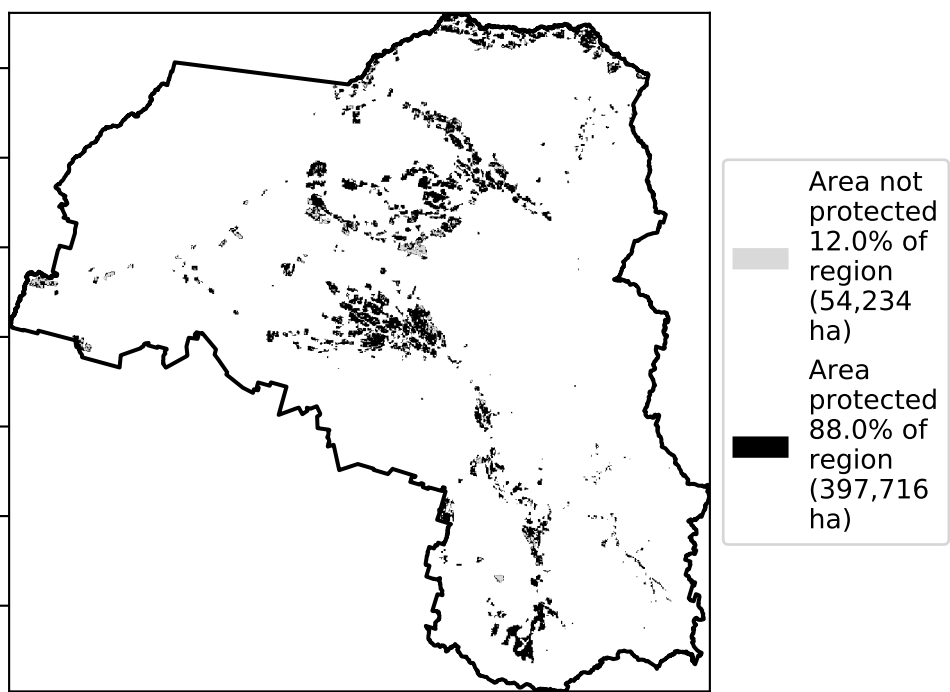 Area not
protected
12.0% of
region
(54,234
ha)
Area
protected
88.0% of
region
(397,716
ha)